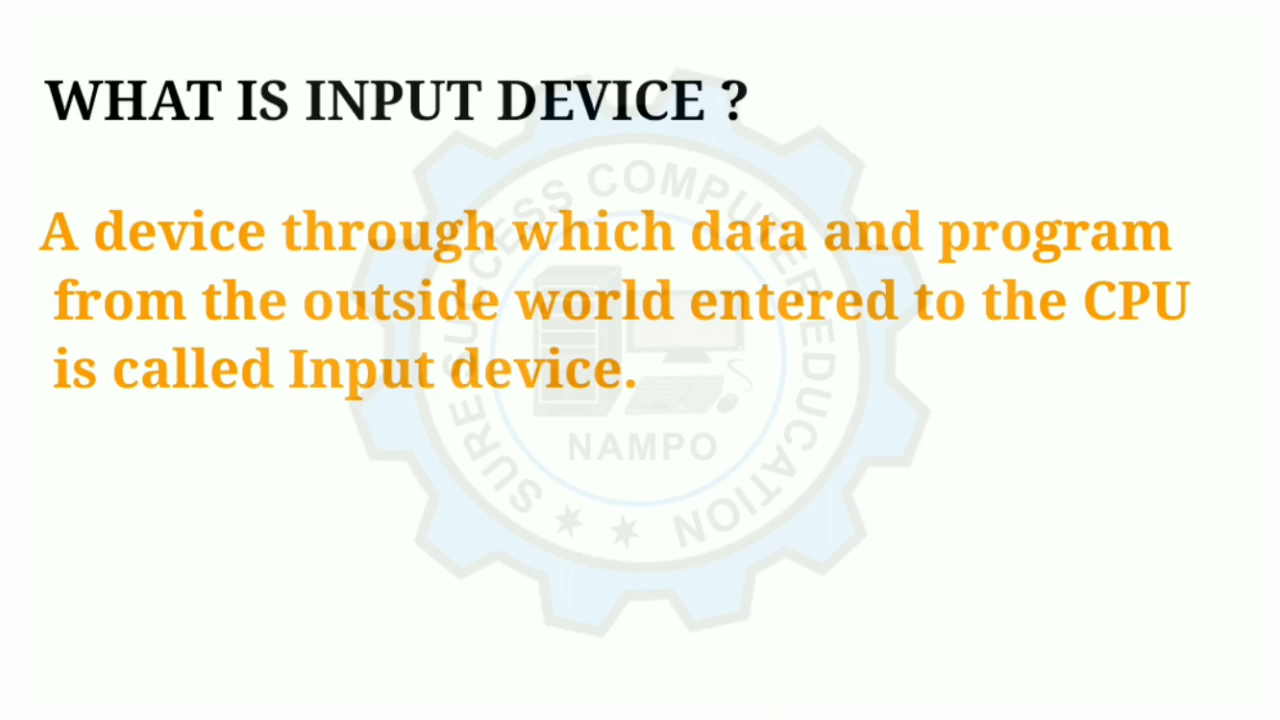 WHAT IS INPUT DEVICE ?
A device through which data and program
from the outside world entered to the CPU
is called Input device.
SURE SUCCESS COMPUTER EDUCATION
NAMPO